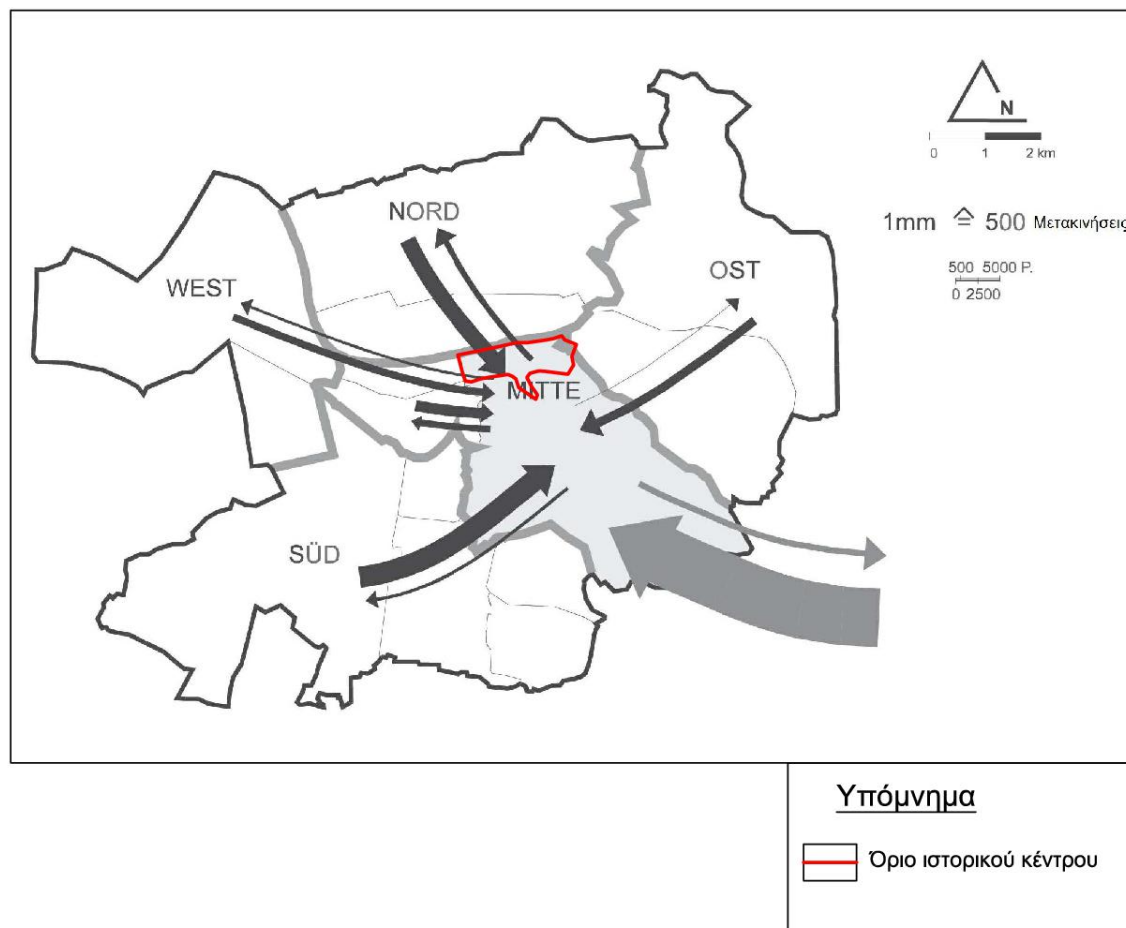 N
0 1 2 km
NORD
1mm ≙ 500 Μετακινήσεις
OST
500 5000 P.
0 2500
WEST
MITTE
SÜD
Υπόμνημα
Όριο ιστορικού κέντρου